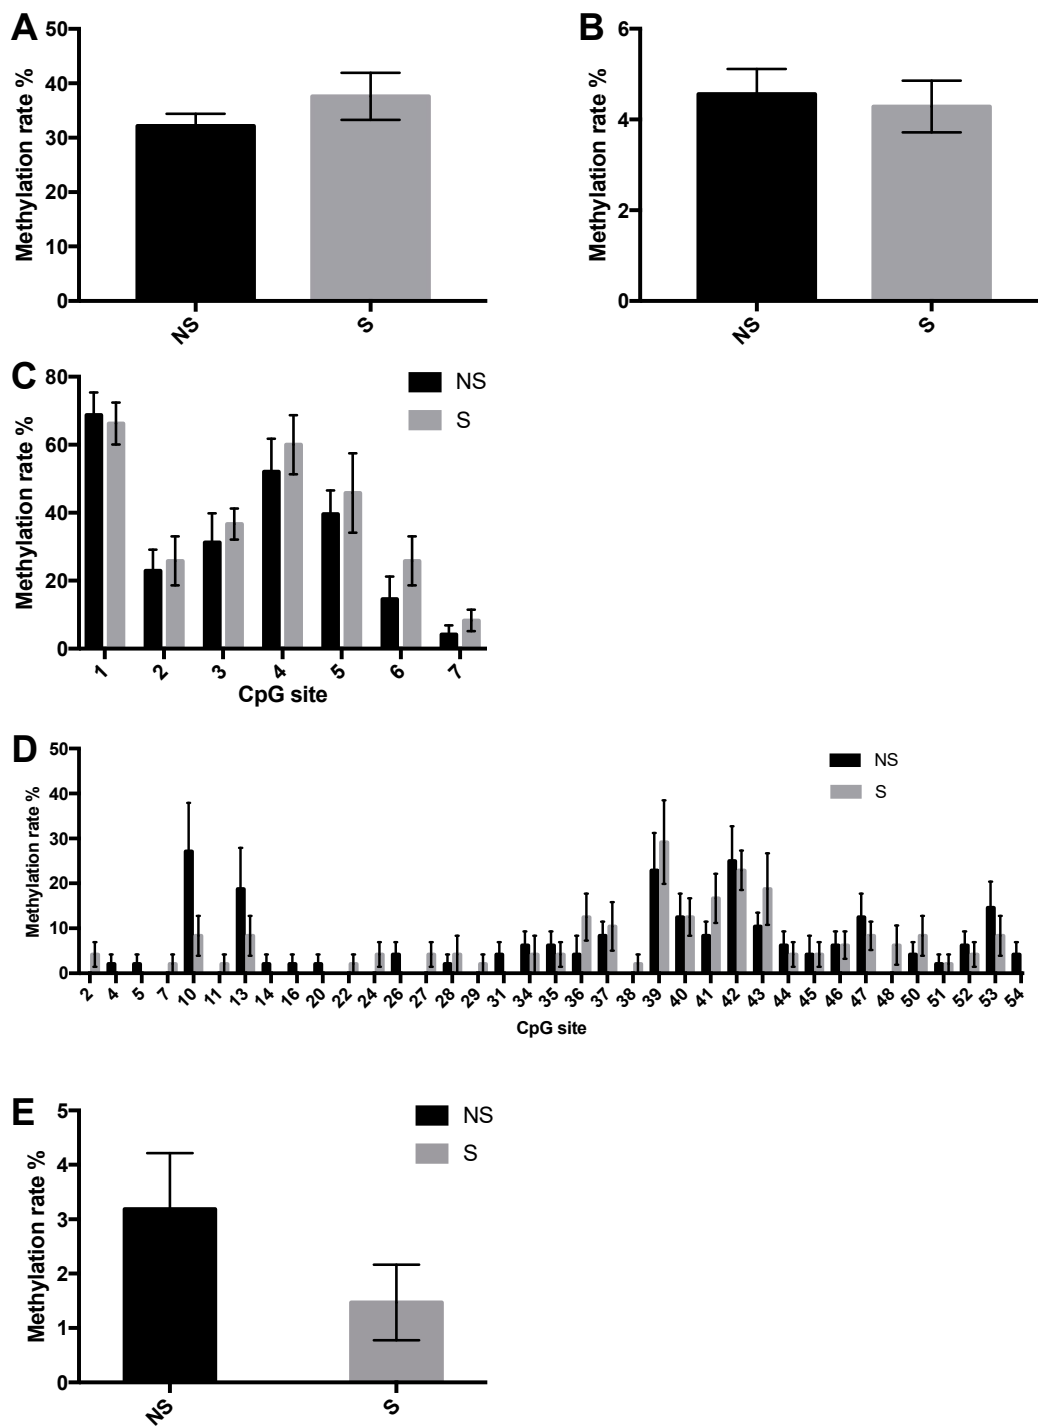 A
Methylation rate %
50
40
30
20
10
0
NS
S
B
Methylation rate %
6
4
2
0
NS
S
C
Methylation rate %
80
60
40
20
0
NS
S
1 2 3 4 5 6 7
CpG site
D
Methylation rate %
50
40
30
20
10
0
NS
S
2 4 5 7 10 11 13 14 16 20 22 24 26 27 28 29 31 34 35 36 37 38 39 40 41 42 43 44 45 46 47 48 50 51 52 53 54
CpG site
E
Methylation rate %
5
4
3
2
1
0
NS
S
NS
S